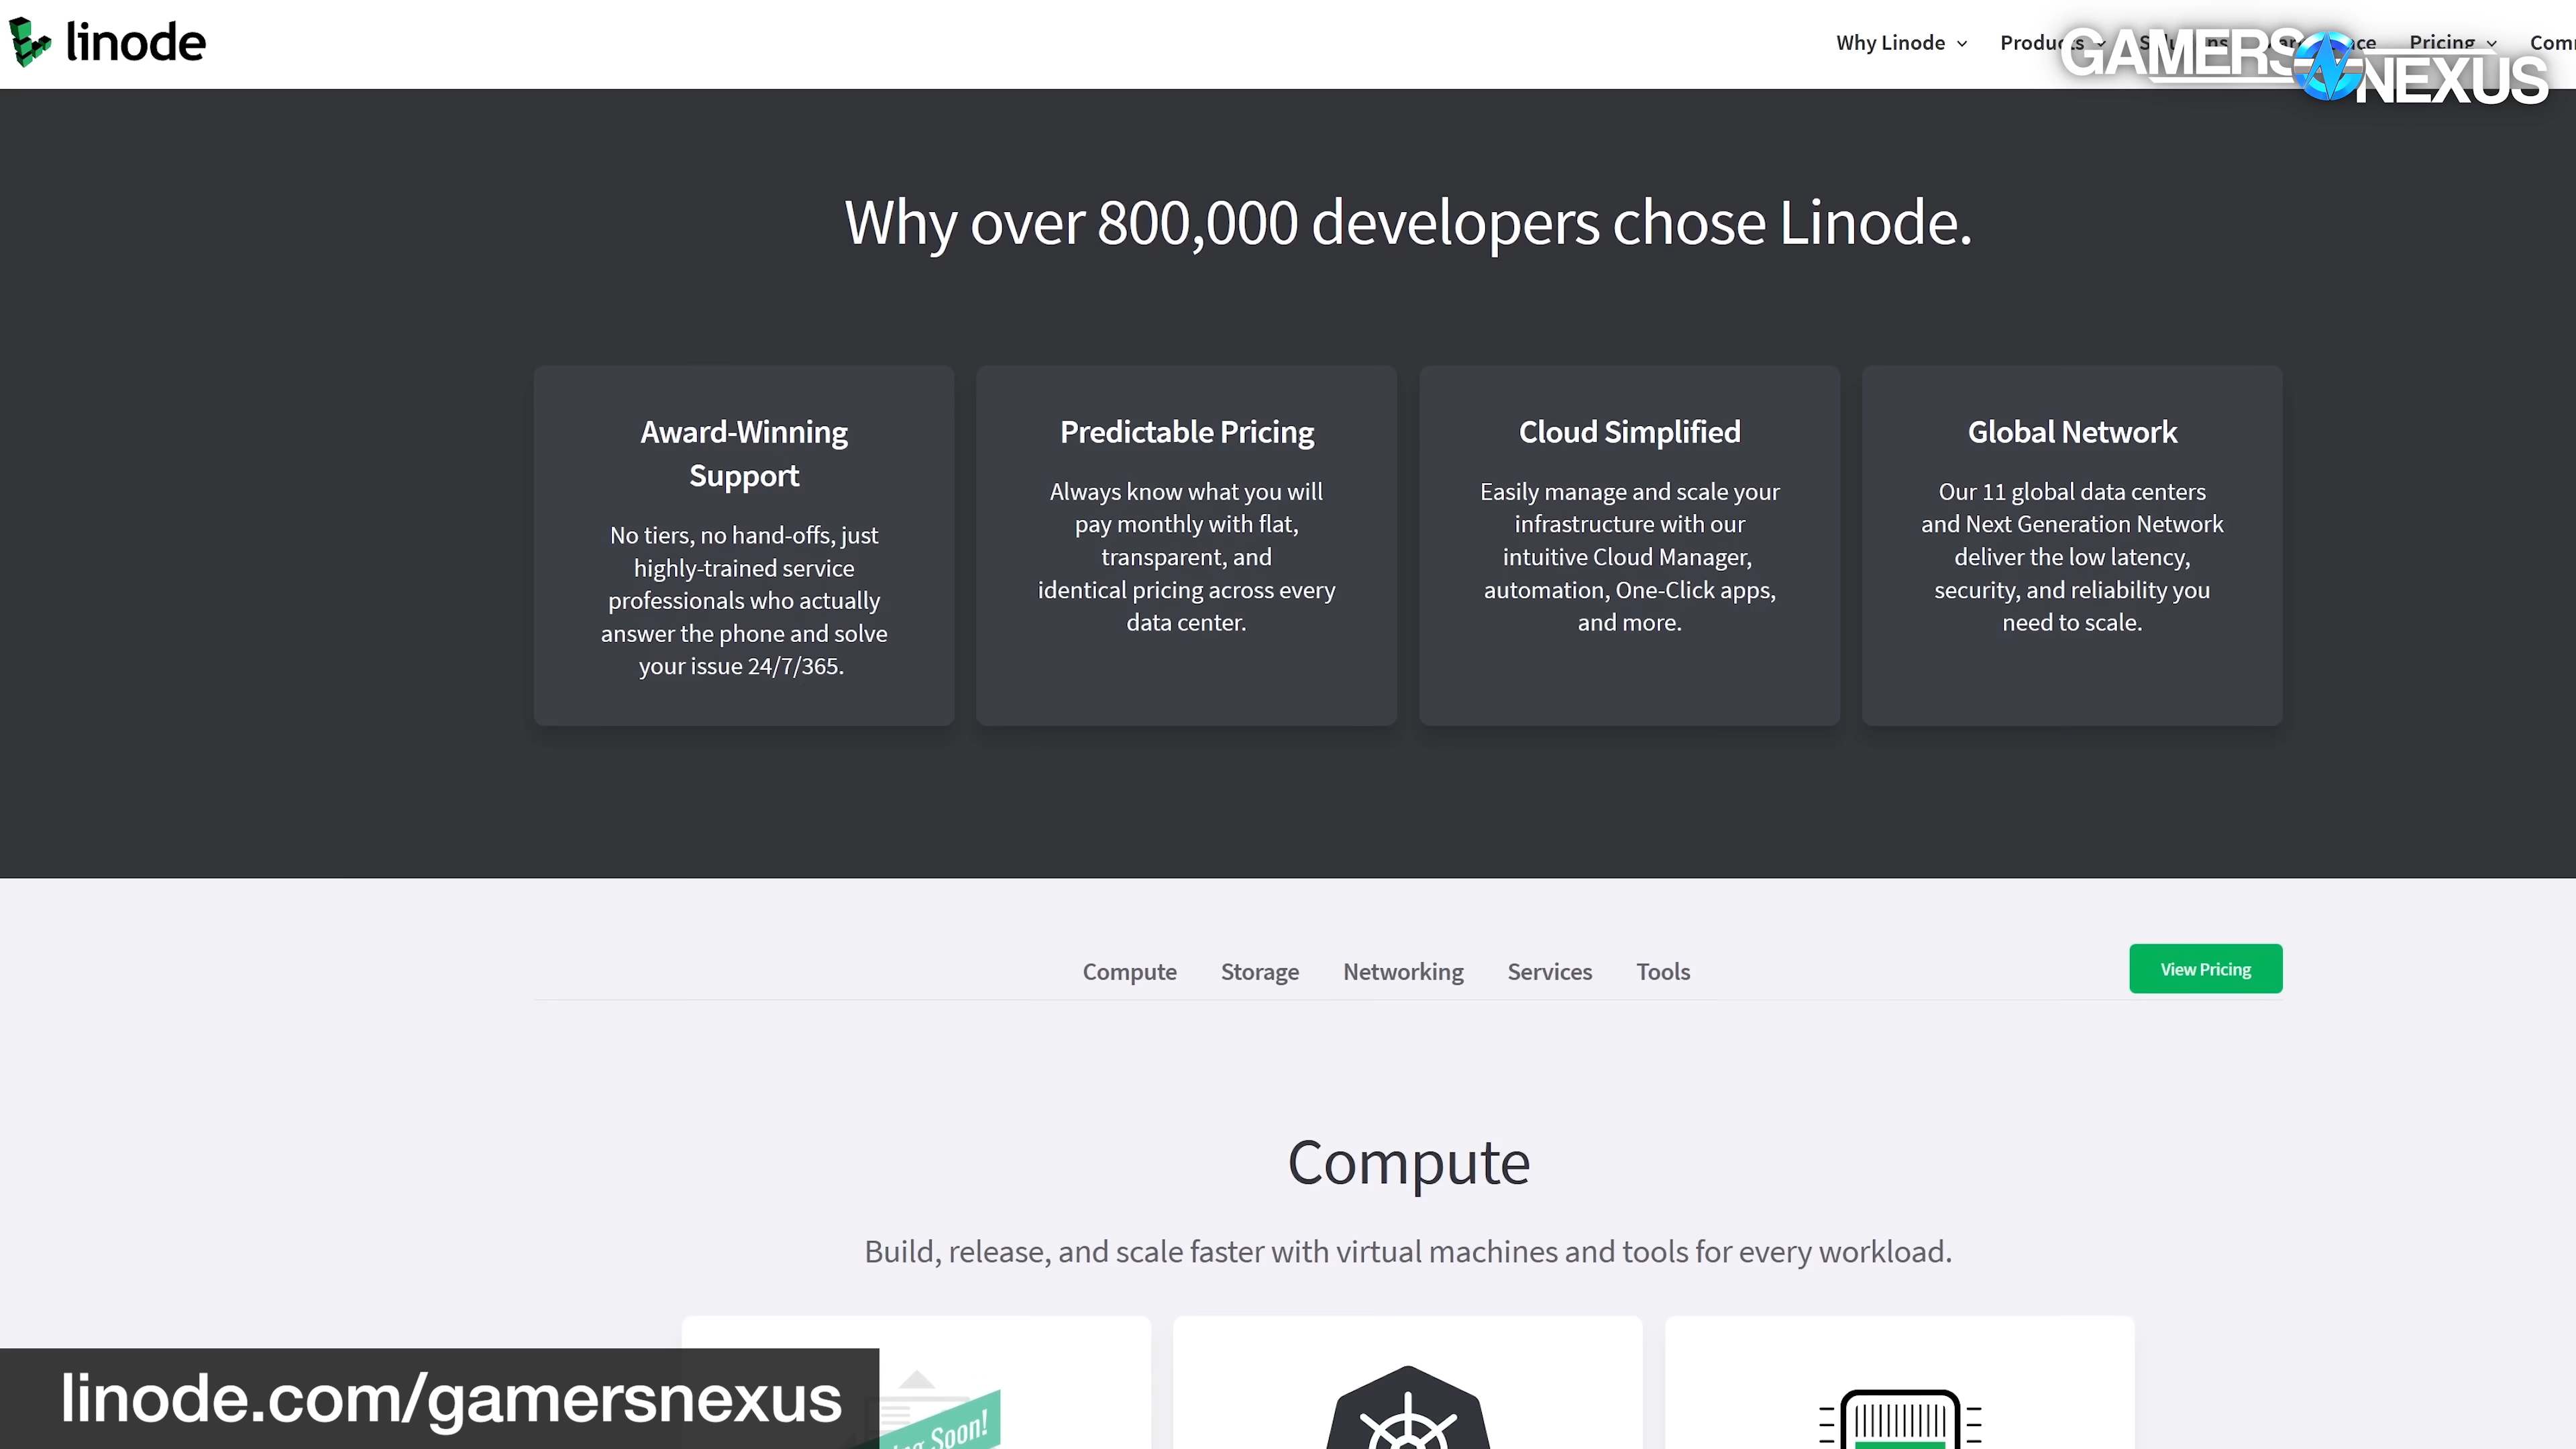 linode
Why Linode
Products
Pricing
GAMERS
NEXUS
Why over 800,000 developers chose Linode.
Award-Winning
Support
No tiers, no hand-offs, just
highly-trained service
professionals who actually
answer the phone and solve
your issue 24/7/365.
Predictable Pricing
Always know what you will
pay monthly with flat,
transparent, and
identical pricing across every
data center.
Cloud Simplified
Easily manage and scale your
infrastructure with our
intuitive Cloud Manager,
automation, One-Click apps,
and more.
Global Network
Our 11 global data centers
and Next Generation Network
deliver the low latency,
security, and reliability you
need to scale.
Compute
Storage
Networking
Services
Tools
View Pricing
Compute
Build, release, and scale faster with virtual machines and tools for every workload.
Soon!
linode.com/gamersnexus